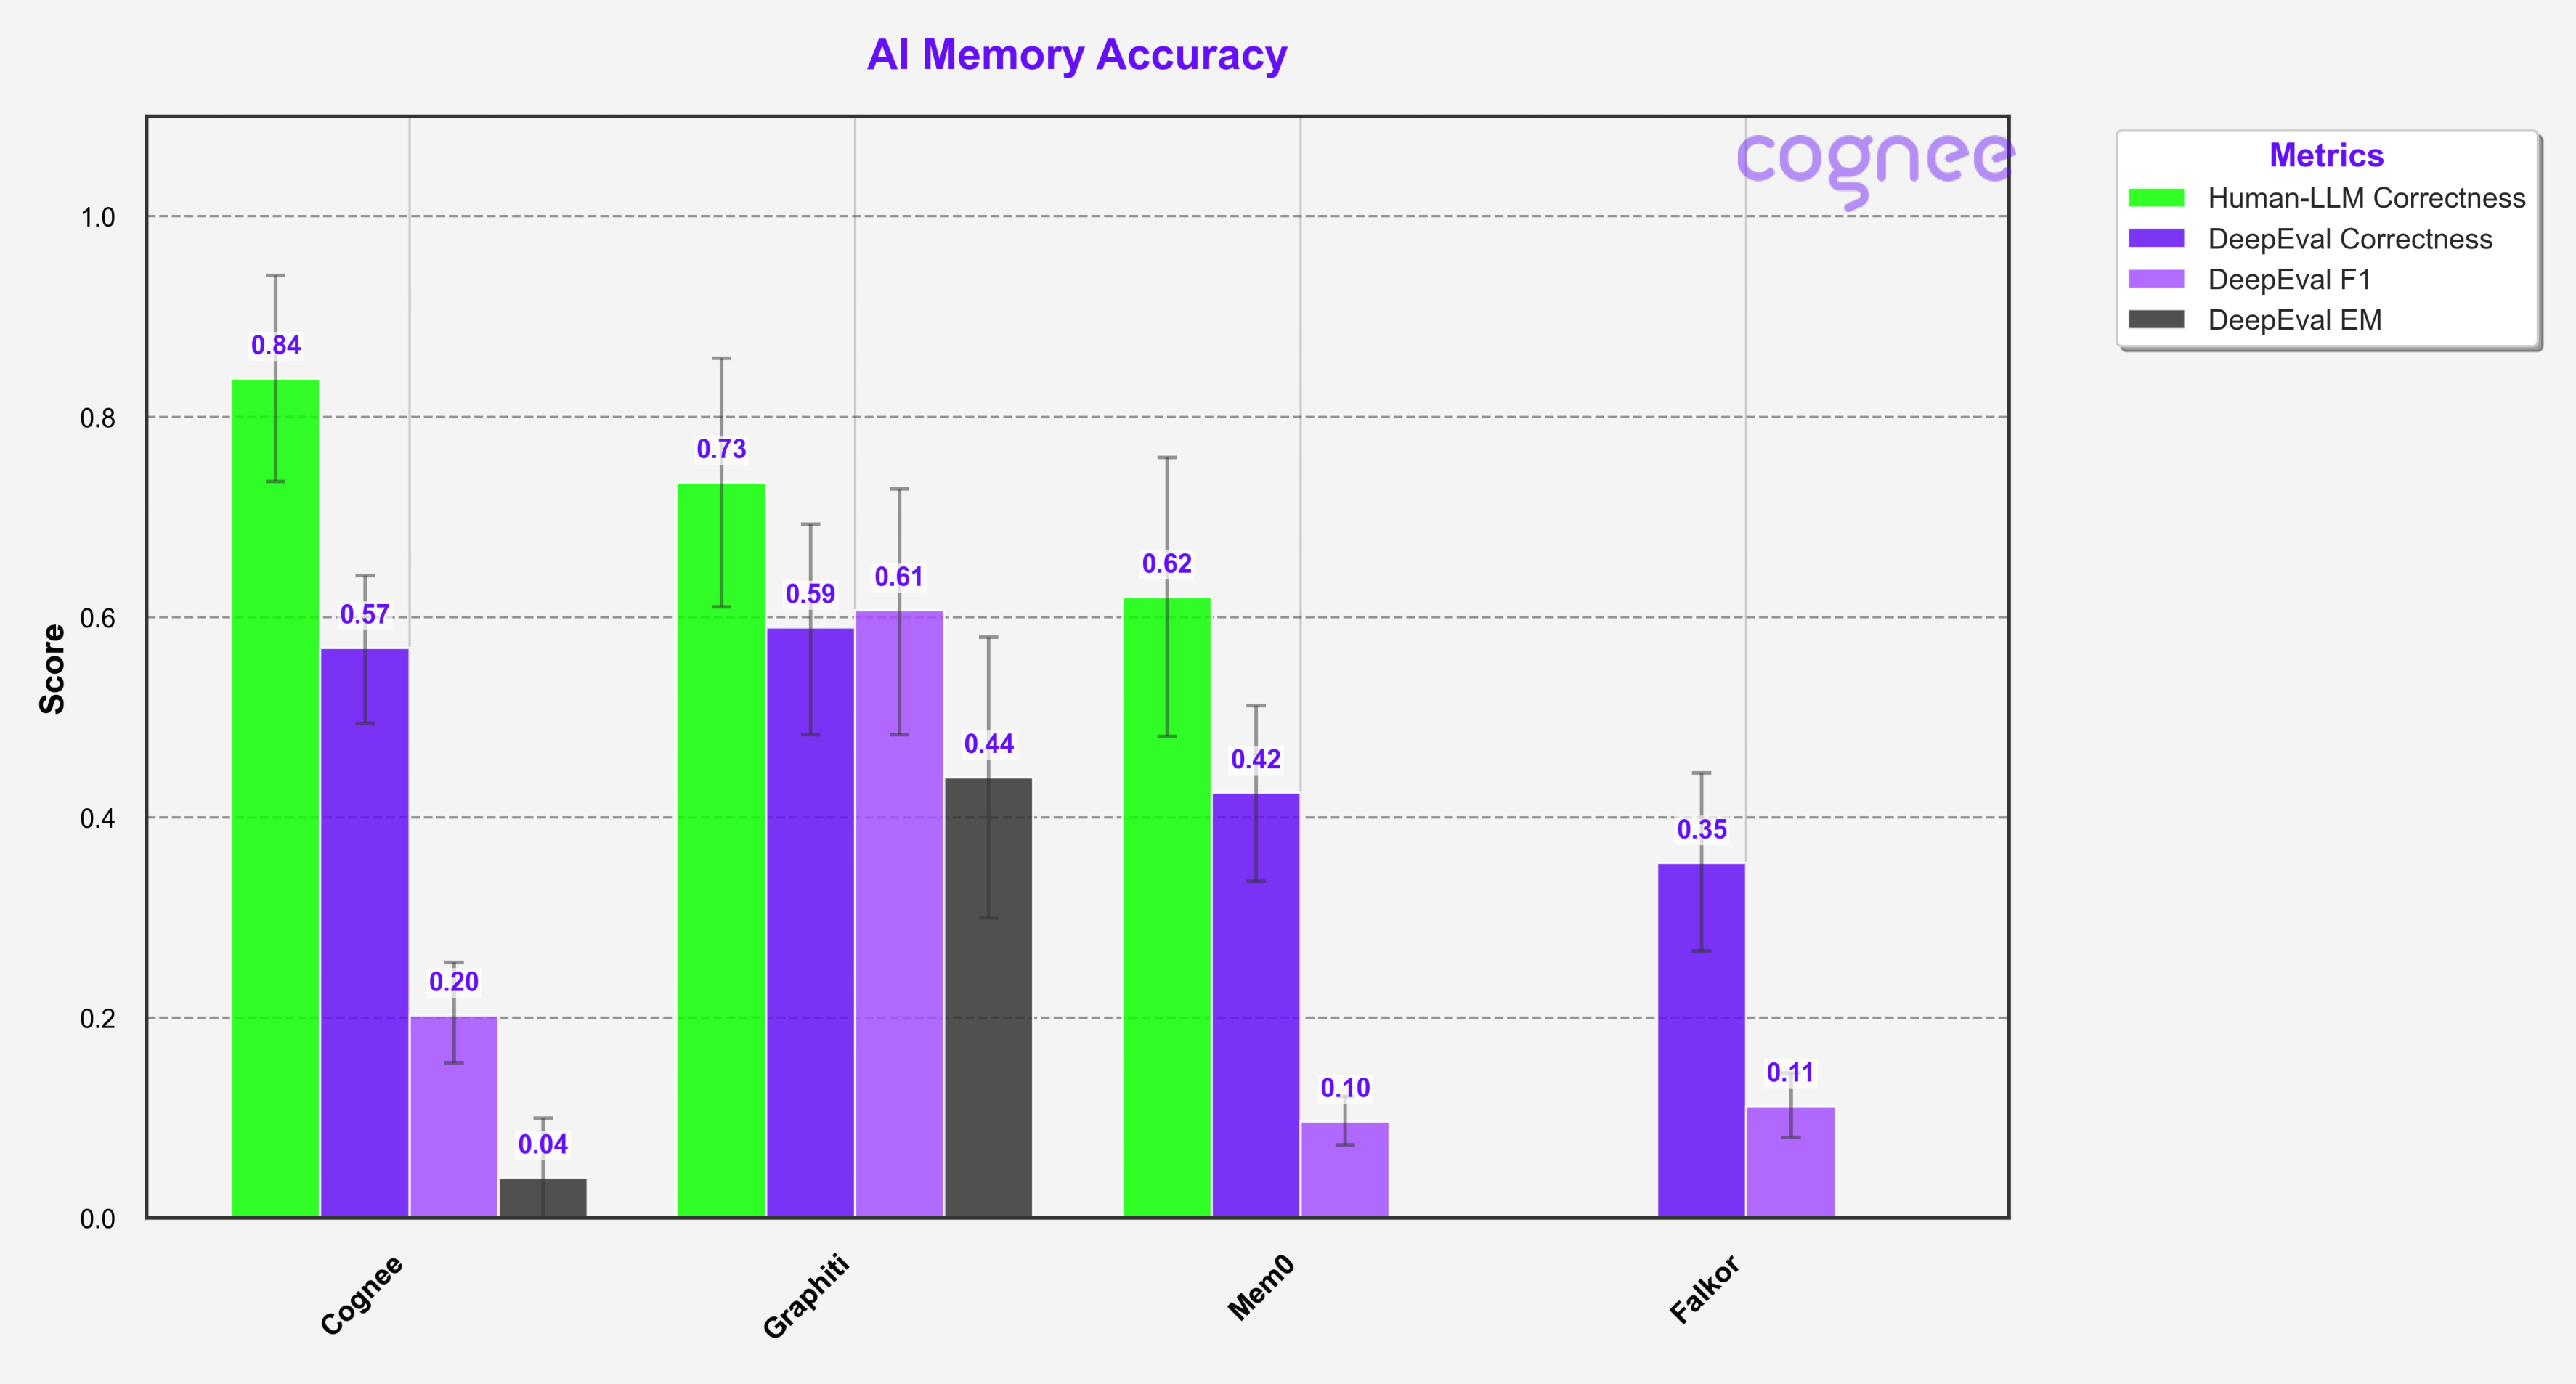 AI Memory Accuracy
cognee
Metrics
Human-LLM Correctness
DeepEval Correctness
DeepEval F1
DeepEval EM
Score
1.0
0.8
0.6
0.4
0.2
0.0
0.84
0.57
0.20
0.04
0.73
0.59
0.61
0.44
0.62
0.42
0.10
0.35
0.11
Cognee
Graphiti
Mem0
Falkor